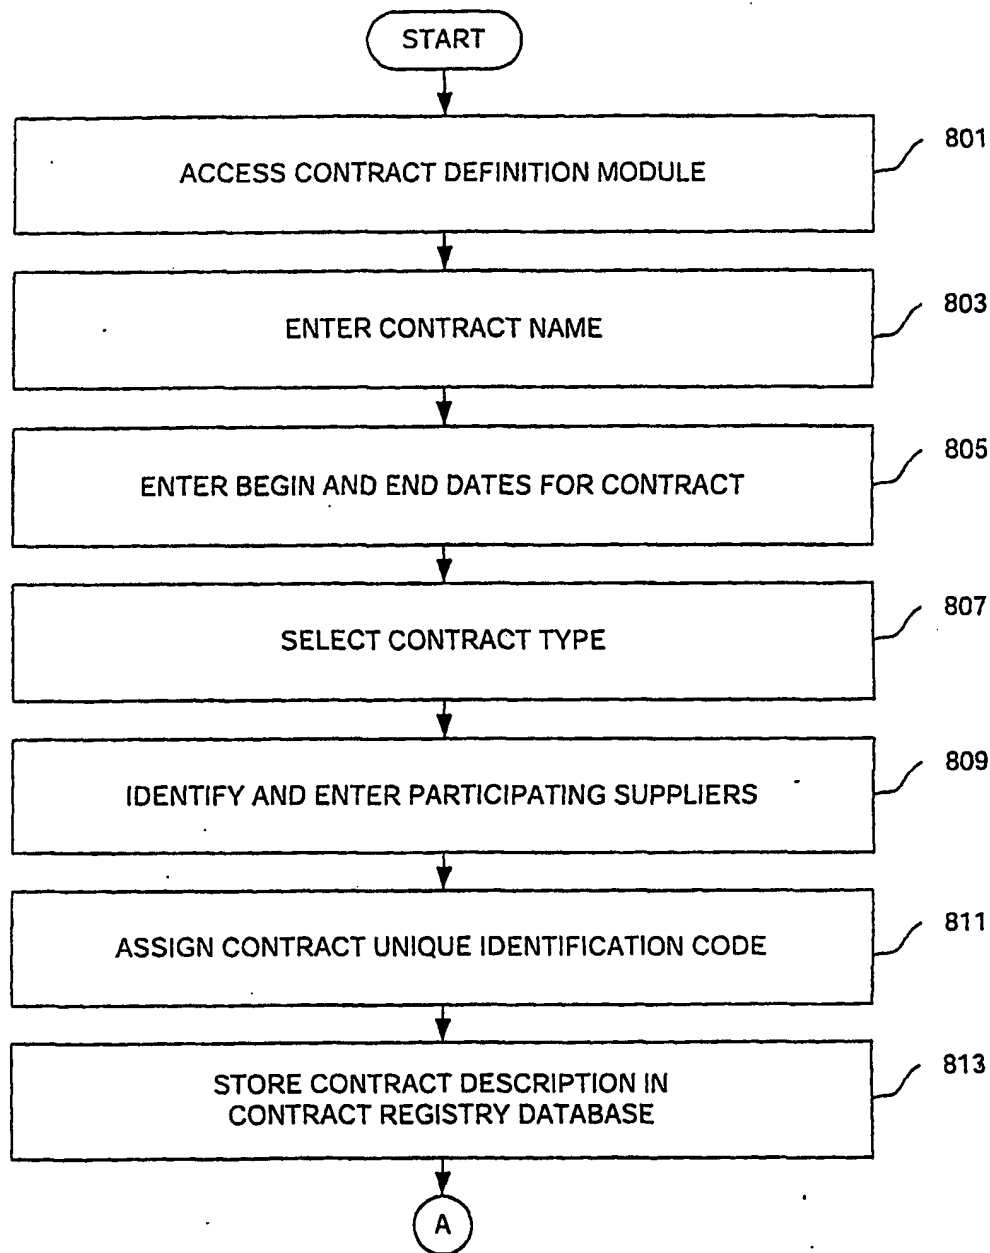 START
ACCESS CONTRACT DEFINITION MODULE
801
ENTER CONTRACT NAME
803
ENTER BEGIN AND END DATES FOR CONTRACT
805
SELECT CONTRACT TYPE
807
IDENTIFY AND ENTER PARTICIPATING SUPPLIERS
809
ASSIGN CONTRACT UNIQUE IDENTIFICATION CODE
811
STORE CONTRACT DESCRIPTION IN
CONTRACT REGISTRY DATABASE
813
A